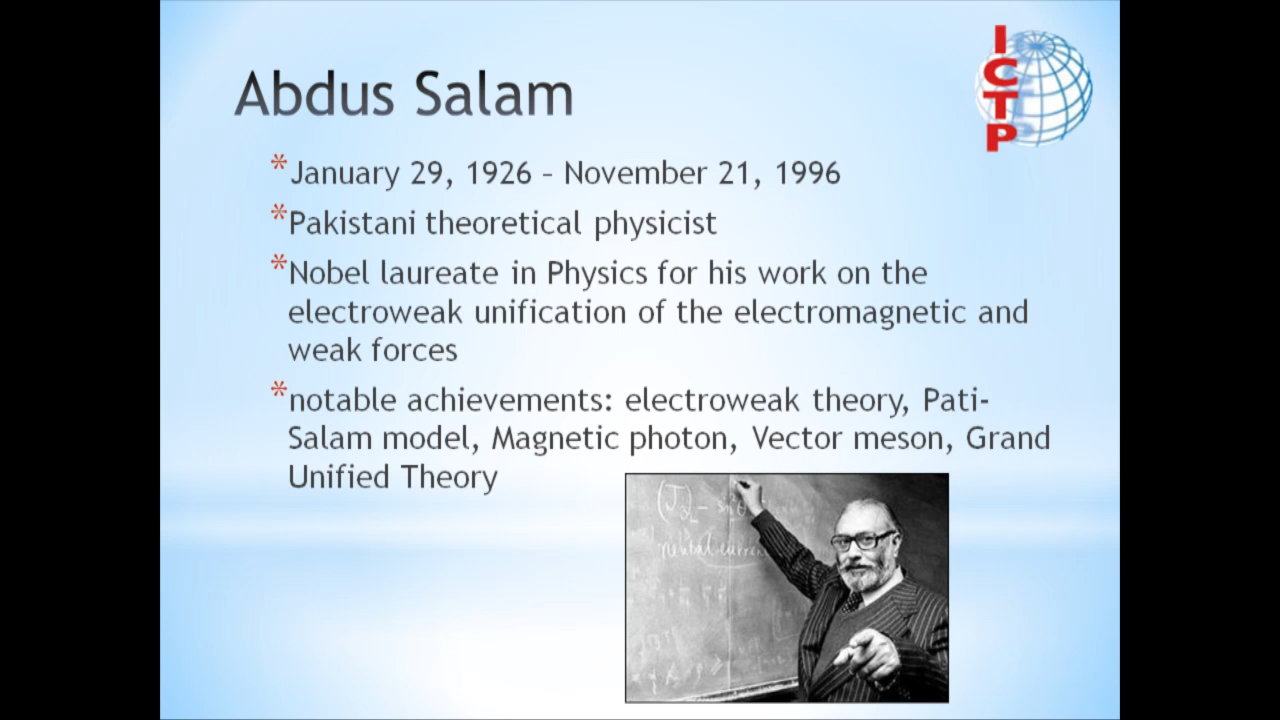 Abdus Salam
I
C
T
P
*January 29, 1926 – November 21, 1996
*Pakistani theoretical physicist
*Nobel laureate in Physics for his work on the
electroweak unification of the electromagnetic and
weak forces
*notable achievements: electroweak theory, Pati-
Salam model, Magnetic photon, Vector meson, Grand
Unified Theory
neutral current